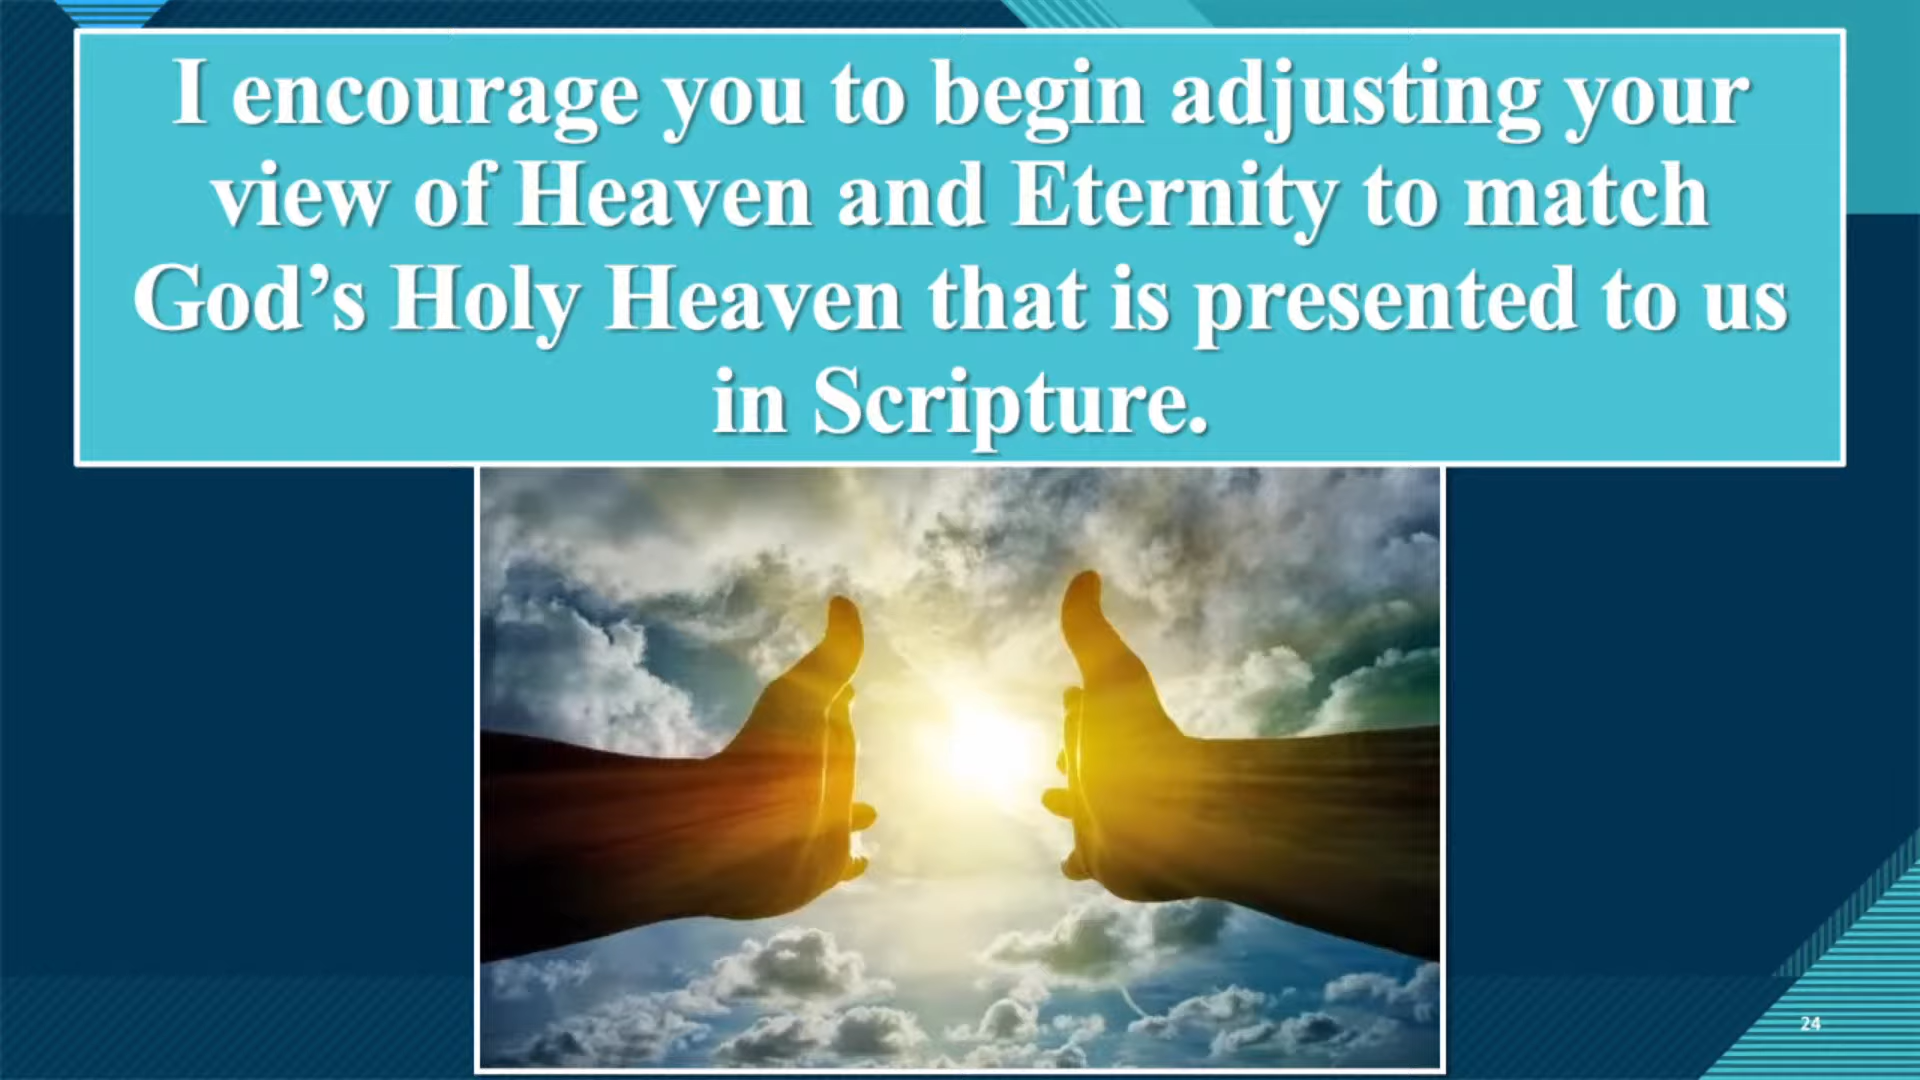 I encourage you to begin adjusting your
view of Heaven and Eternity to match
God’s Holy Heaven that is presented to us
in Scripture.
24